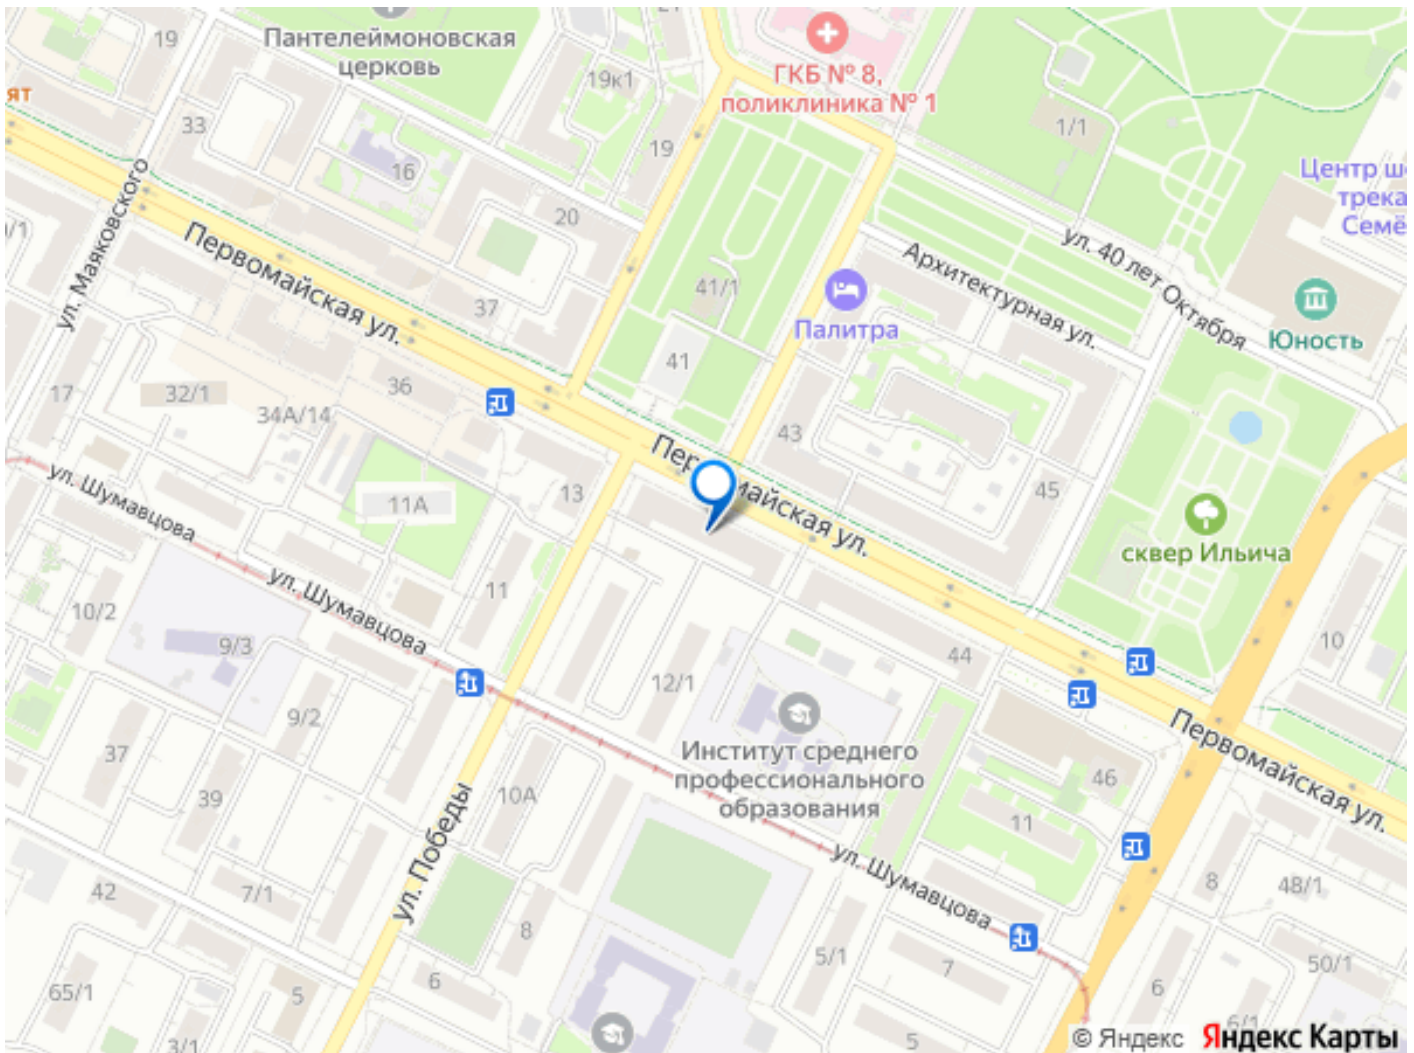 19
Пантелеймоновская
церковь
19к1
ГКБ № 8,
поликлиника № 1
ят
33
16
19
1/1
Центр ш
трека
Семё
ул. Маяковского
20
Первомайская ул.
37
41/1
Архитектурная ул.
ул. 40 лет Октября
Палитра
Юность
41
17
32/1
36
34А/14
43
45
Первомайская ул.
ул. Шумавцова
11А
13
сквер Ильича
ул. Шумавцова
10/2
9/3
11
44
10
12/1
9/2
Институт среднего
профессионального
образования
Первомайская ул.
37
39
10А
46
11
ул. Победы
ул. Шумавцова
42
7/1
8
8
48/1
5/1
7
50/1
65/1
5
6
6
3/1
5
6/1
© Яндекс Яндекс Карты